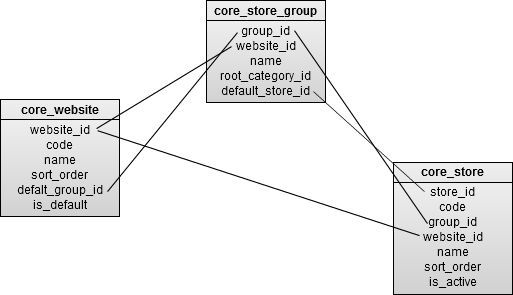 core_store_group
group_id
website_id
name
root_category_id
default_store_id
core_website
website_id
code
name
sort_order
defalt_group_id
is_default
core_store
store_id
code
group_id
website_id
name
sort_order
is_active